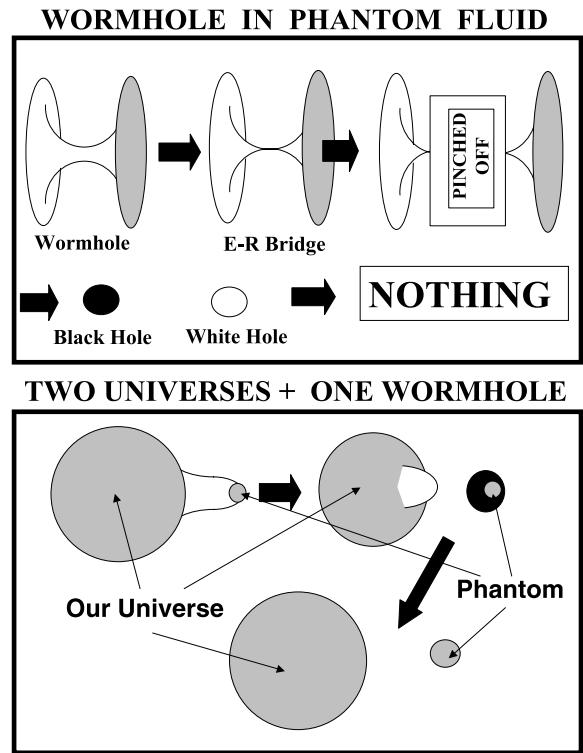 WORMHOLE IN PHANTOM FLUID
PINCHED
OFF
Wormhole
E-R Bridge
NOTHING
Black Hole
White Hole
TWO UNIVERSES + ONE WORMHOLE
Our Universe
Phantom